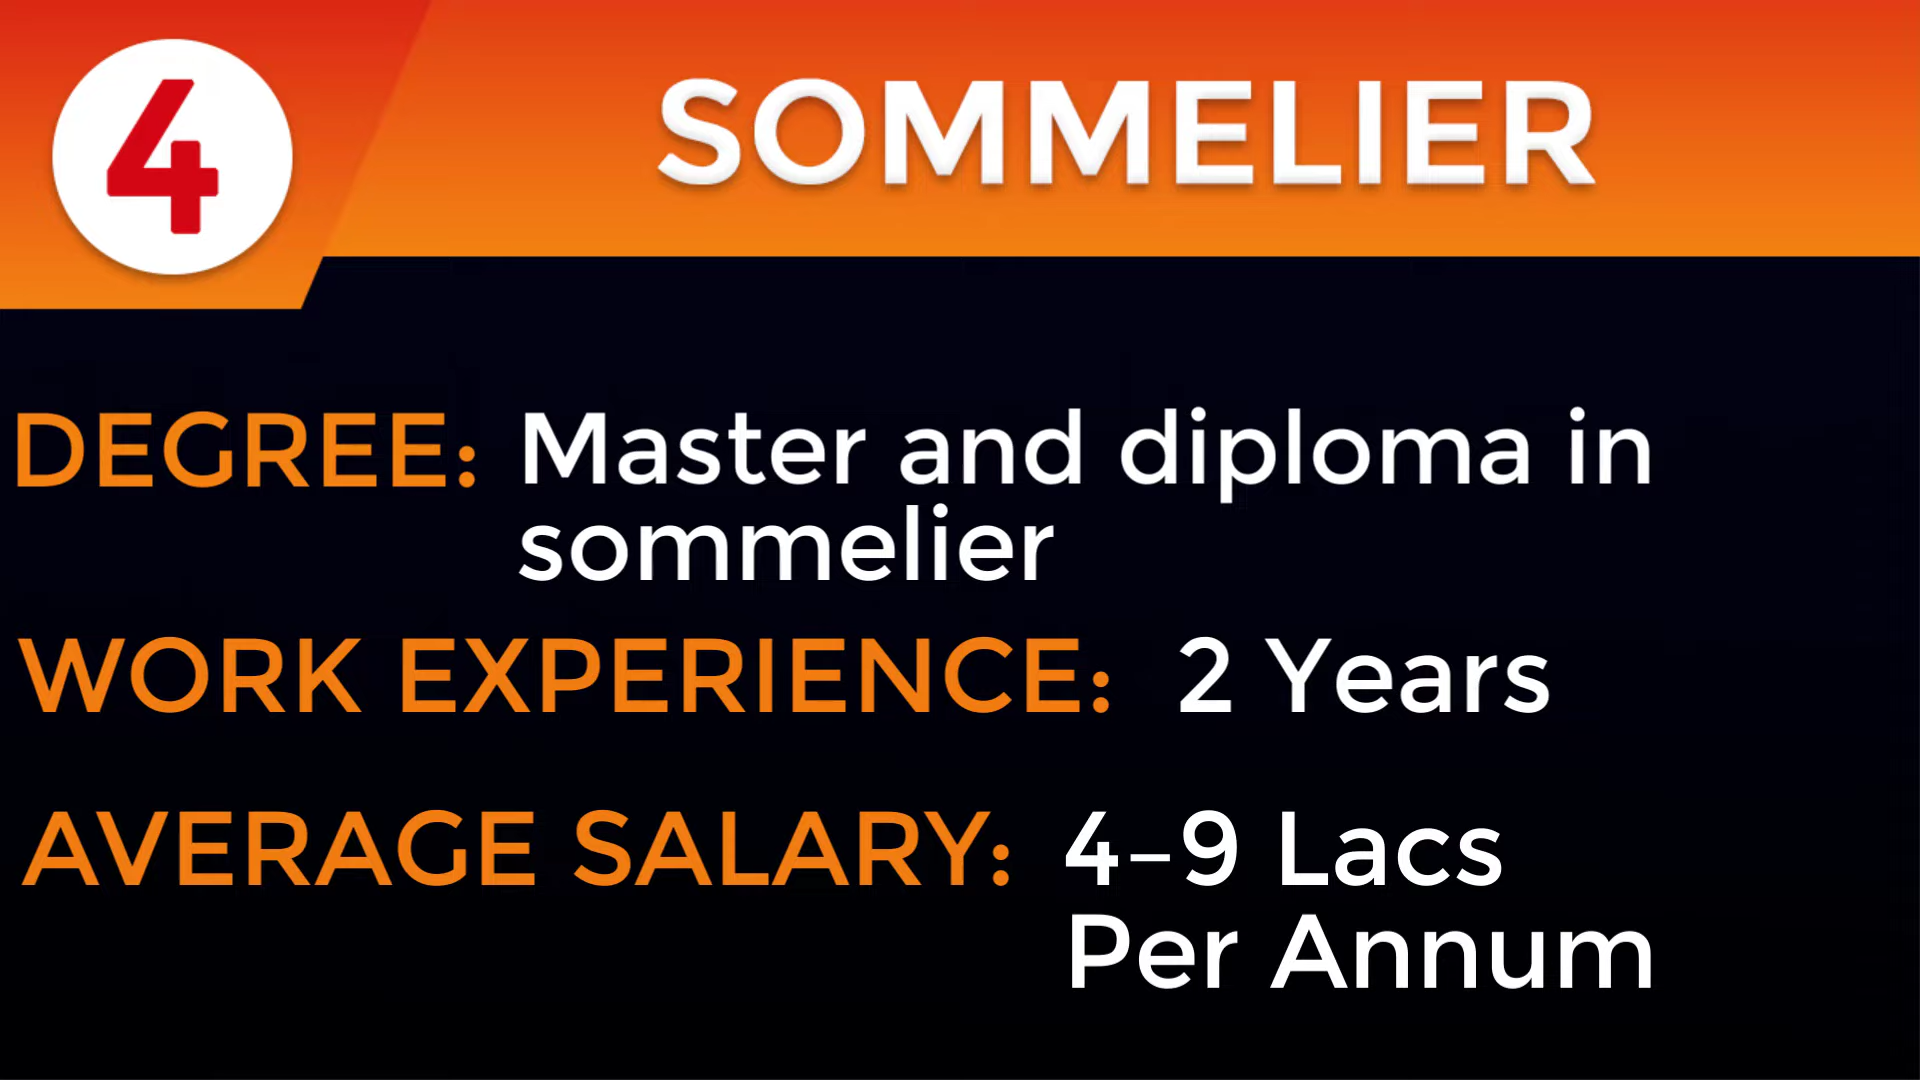 4
SOMMELIER
DEGREE: Master and diploma in
sommelier
WORK EXPERIENCE: 2 Years
AVERAGE SALARY: 4–9 Lacs
Per Annum